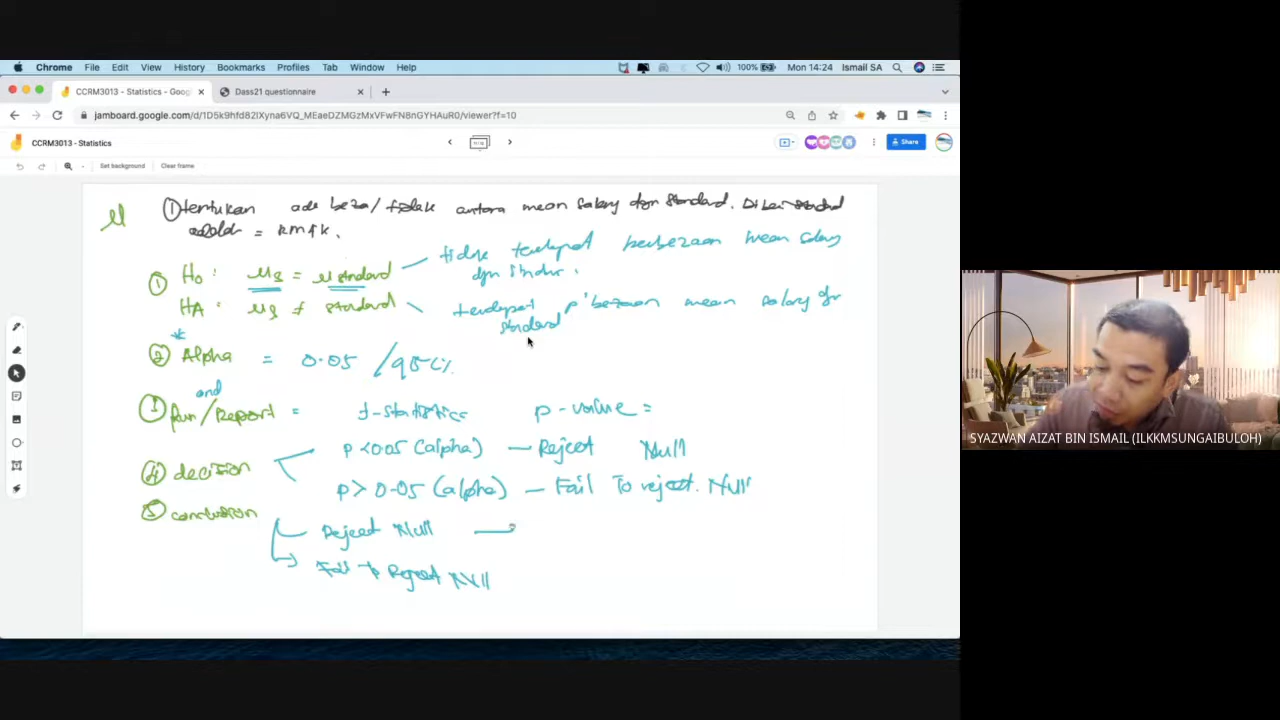 Chrome File Edit View History Bookmarks Profiles Tab Window Help 100% Mon 14:24 Ismail SA
CCRM3013 - Statistics - Goog Dass21 questionnaire
jamboard.google.com/d/1D5k9hfd82IXyna6VQ_MEaeDZMGzMxVFwFN8nGYHAuR0/viewer?f=10
CCRM3013 - Statistics Share
Set background Clear frame
① tentukan ada beza/tidak antara mean salary dgn standard. Diberi standard
adalah = RM4K.
① H0: μs = μ standard tidak terdapat perbezaan mean salary
dgn standard.
HA: μs ≠ standard terdapat p'bezaan mean salary dgn
standard
*
② Alpha = 0.05 / 95%
and
③ Run/Report = t-statistics p-value =
④ decision p<0.05 (alpha) — Reject Null
p > 0.05 (alpha) — Fail To reject. Null
⑤ conclusion
Reject Null
Fail to Reject Null
SYAZWAN AIZAT BIN ISMAIL (ILKKMSUNGAIBULOH)